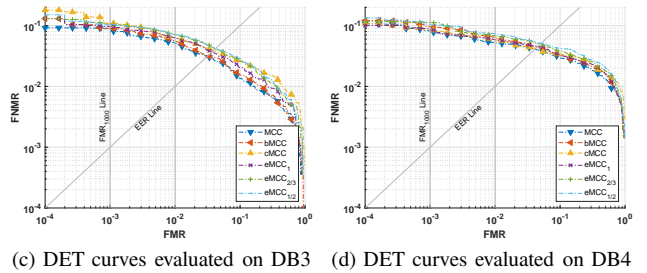 10⁻¹
10⁻²
10⁻³
10⁻⁴
FNMR
FMR₁₀₀₀ Line
EER Line
MCC
bMCC
cMCC
eMCC₁
eMCC₂/₃
eMCC₁/₂
10⁻⁴ 10⁻³ 10⁻² 10⁻¹ 10⁰
FMR
(c) DET curves evaluated on DB3
10⁻¹
10⁻²
10⁻³
10⁻⁴
FNMR
FMR₁₀₀₀ Line
EER Line
MCC
bMCC
cMCC
eMCC₁
eMCC₂/₃
eMCC₁/₂
10⁻⁴ 10⁻³ 10⁻² 10⁻¹ 10⁰
FMR
(d) DET curves evaluated on DB4